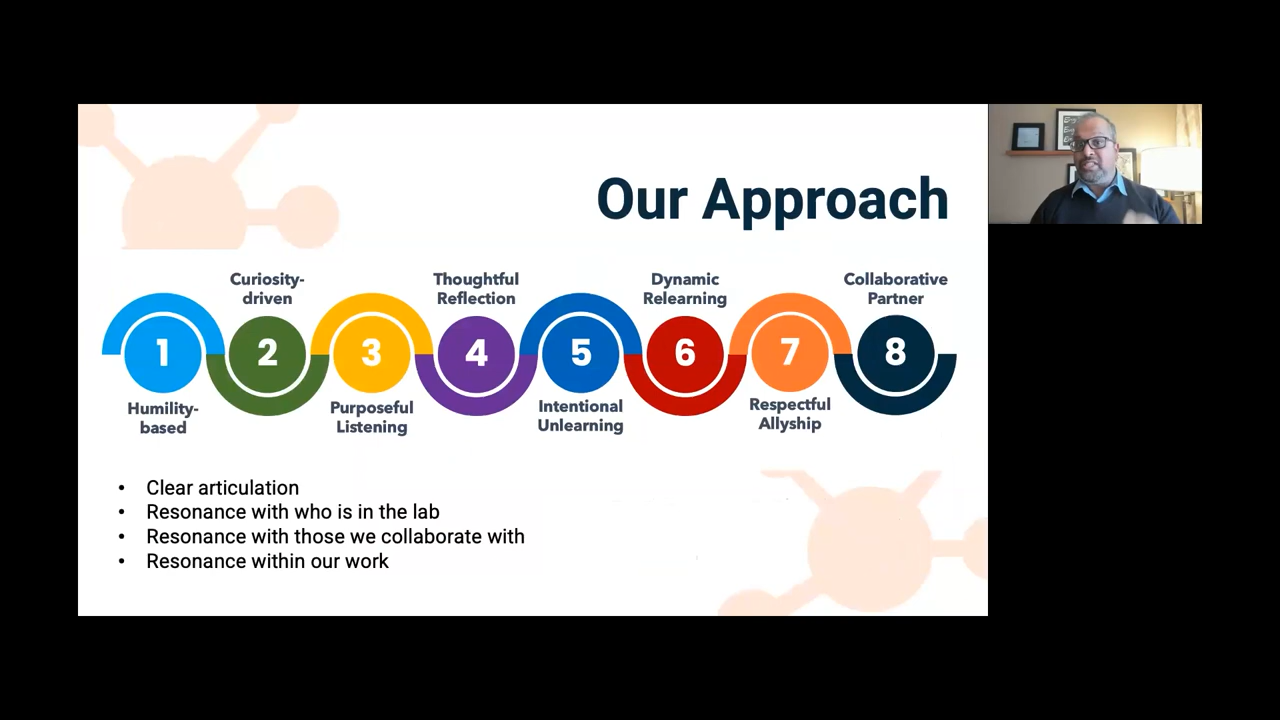 Our Approach
Curiosity-
driven
Thoughtful
Reflection
Dynamic
Relearning
Collaborative
Partner
1
2
3
4
5
6
7
8
Humility-
based
Purposeful
Listening
Intentional
Unlearning
Respectful
Allyship
• Clear articulation
• Resonance with who is in the lab
• Resonance with those we collaborate with
• Resonance within our work